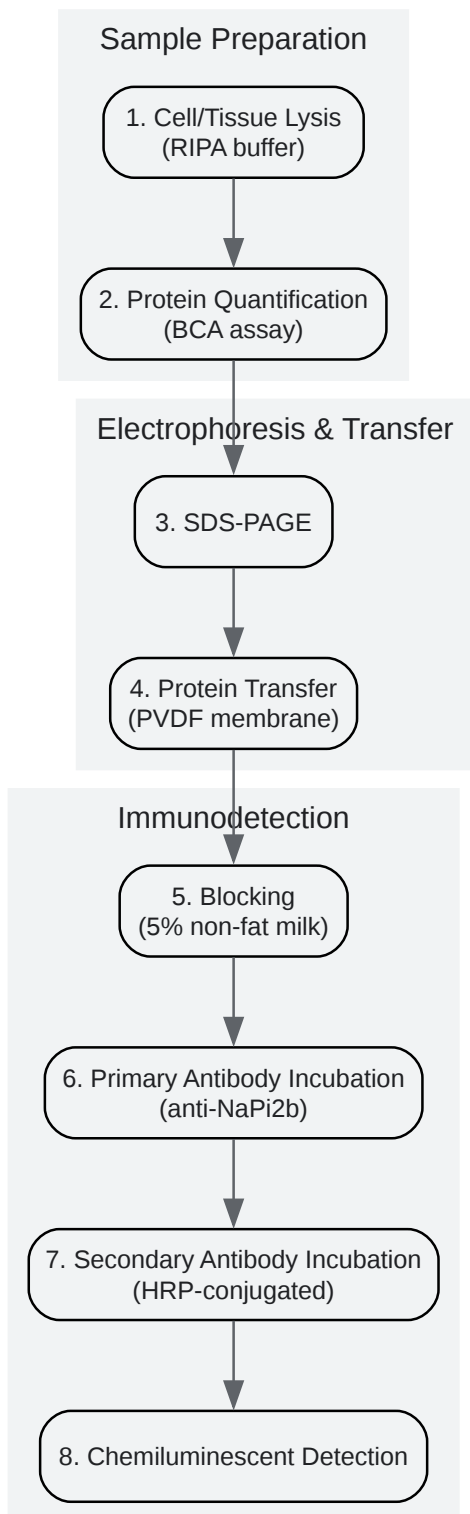 Sample Preparation
1. Cell/Tissue Lysis
(RIPA buffer)
2. Protein Quantification
(BCA assay)
Electrophoresis & Transfer
3. SDS-PAGE
4. Protein Transfer
(PVDF membrane)
Immunodetection
5. Blocking
(5% non-fat milk)
6. Primary Antibody Incubation
(anti-NaPi2b)
7. Secondary Antibody Incubation
(HRP-conjugated)
8. Chemiluminescent Detection